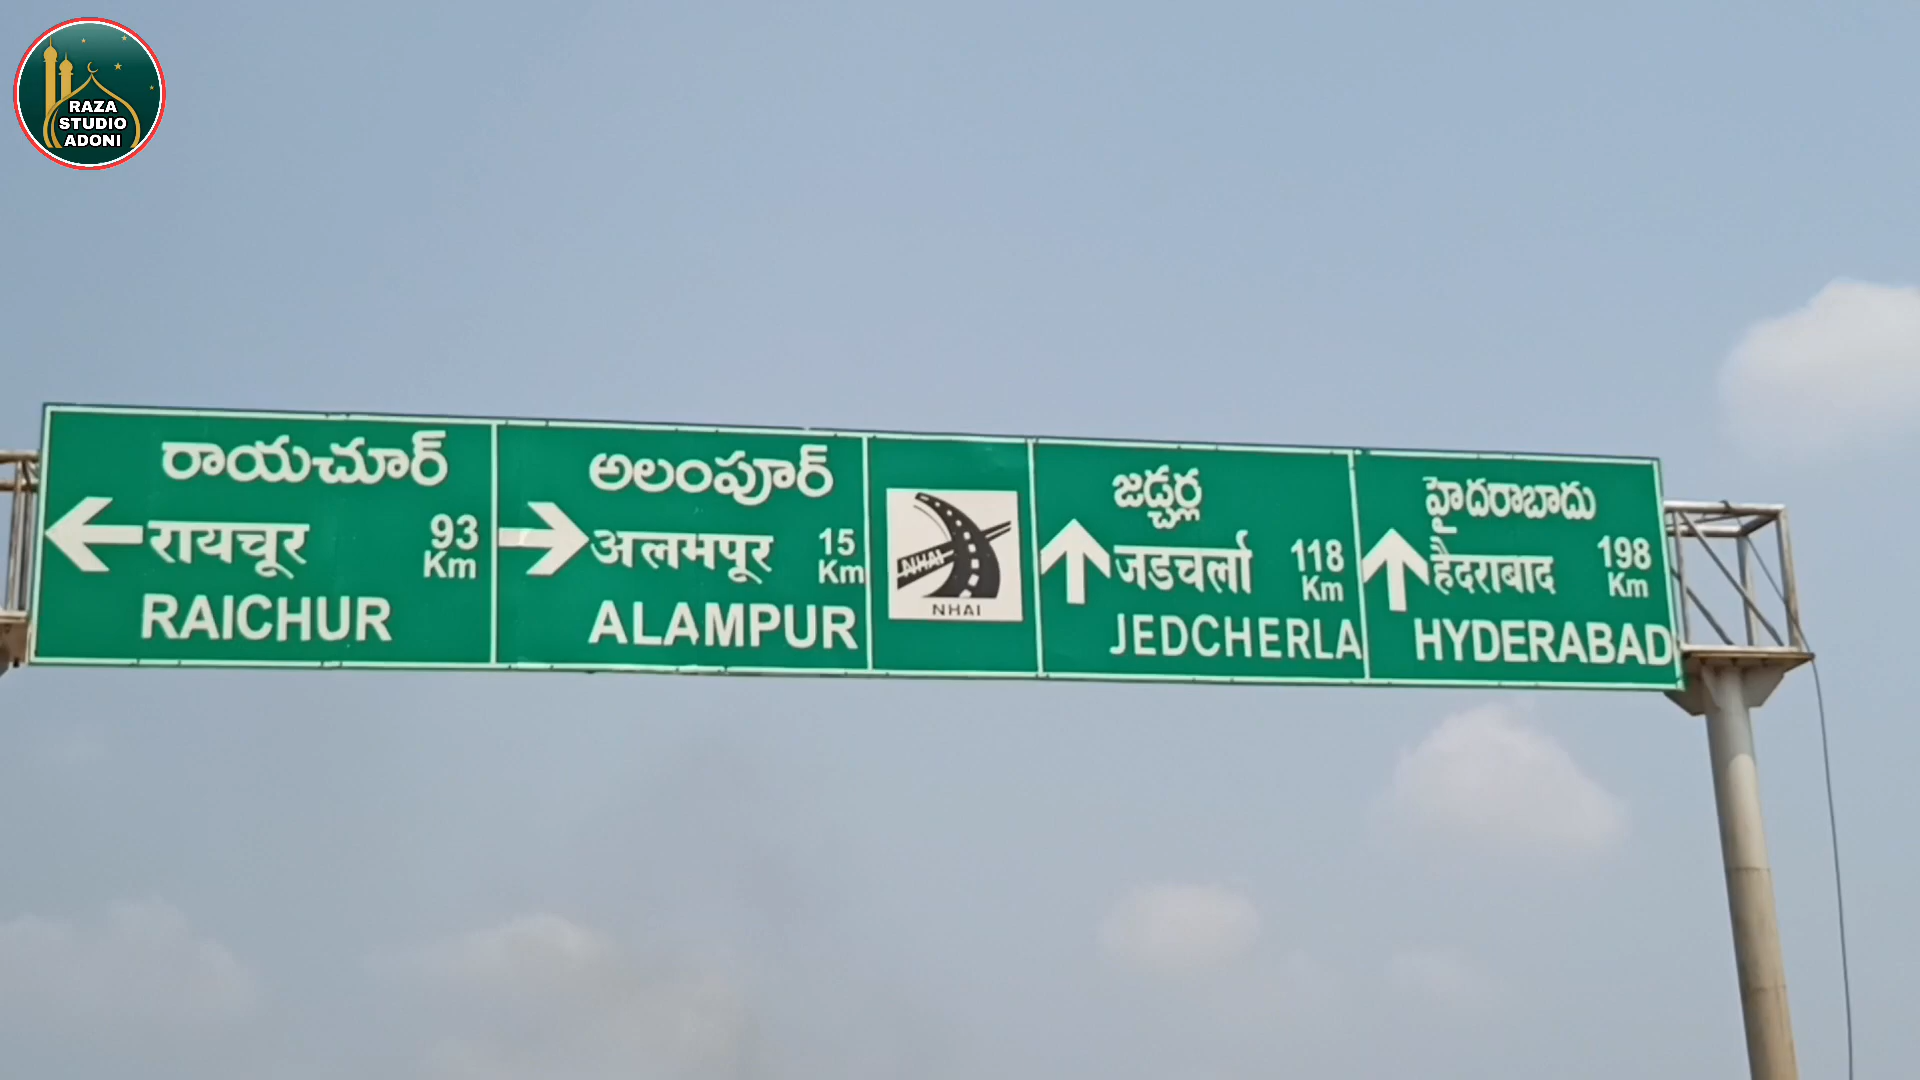 RAZA
STUDIO
ADONI
రాయచూర్
रायचूर
93
Km
RAICHUR
అలంపూర్
अलमपूर
15
Km
ALAMPUR
NHAI
NHAI
జడ్చర్ల
जडचर्ला
118
Km
JEDCHERLA
హైదరాబాదు
हैदराबाद
198
Km
HYDERABAD